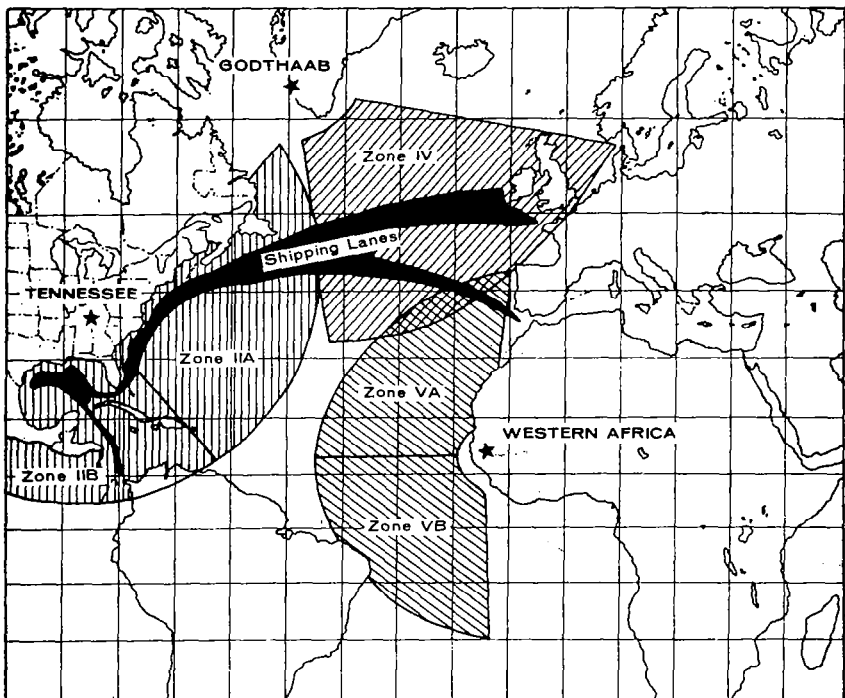 GODTHAAB
Zone IV
Shipping Lanes
TENNESSEE
Zone IIA
Zone VA
WESTERN AFRICA
Zone IIB
Zone VB